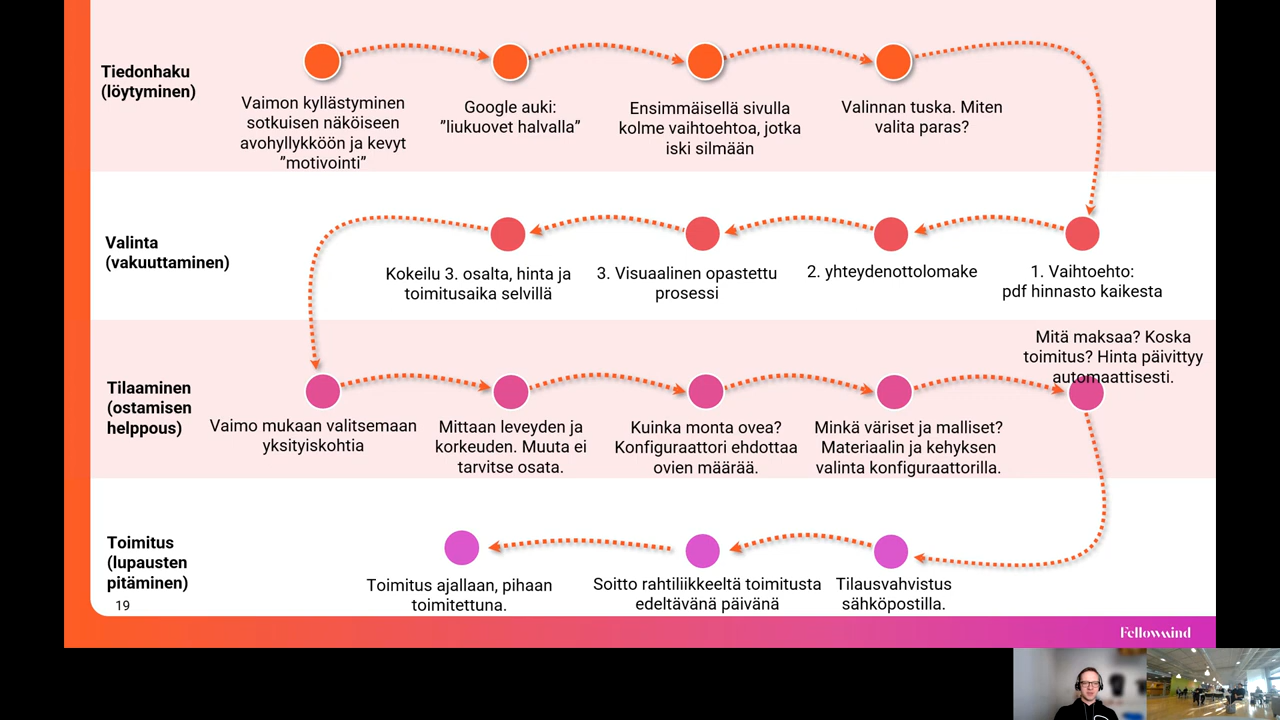 Tiedonhaku
(löytyminen)
Vaimon kyllästyminen
sotkuisen näköiseen
avohyllykköön ja kevyt
”motivointi”
Google auki:
”liukuovet halvalla”
Ensimmäisellä sivulla
kolme vaihtoehtoa, jotka
iski silmään
Valinnan tuska. Miten
valita paras?
Valinta
(vakuuttaminen)
Kokeilu 3. osalta, hinta ja
toimitusaika selvillä
3. Visuaalinen opastettu
prosessi
2. yhteydenottolomake
1. Vaihtoehto:
pdf hinnasto kaikesta
Tilaaminen
(ostamisen
helppous)
Vaimo mukaan valitsemaan
yksityiskohtia
Mittaan leveyden ja
korkeuden. Muuta ei
tarvitse osata.
Kuinka monta ovea?
Konfiguraattori ehdottaa
ovien määrää.
Minkä väriset ja malliset?
Materiaalin ja kehyksen
valinta konfiguraattorilla.
Mitä maksaa? Koska
toimitus? Hinta päivittyy
automaattisesti.
Toimitus
(lupausten
pitäminen)
Toimitus ajallaan, pihaan
toimitettuna.
Soitto rahtiliikkeeltä toimitusta
edeltävänä päivänä
Tilausvahvistus
sähköpostilla.
19
Fellowmind